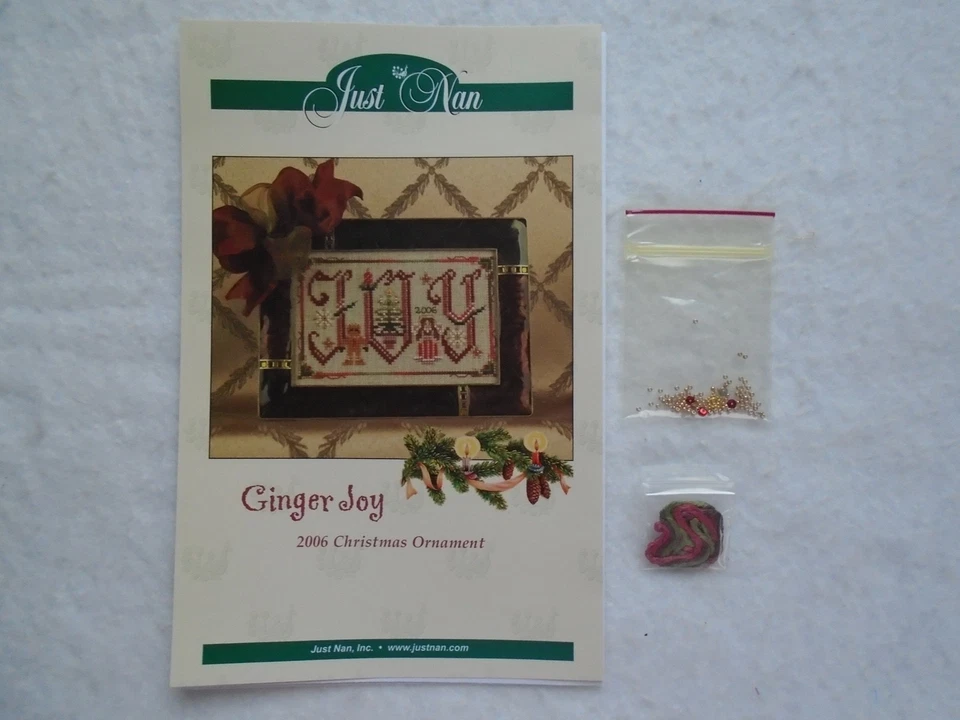 Just Nan
JOY
2006
Ginger Joy
2006 Christmas Ornament
Just Nan, Inc. • www.justnan.com